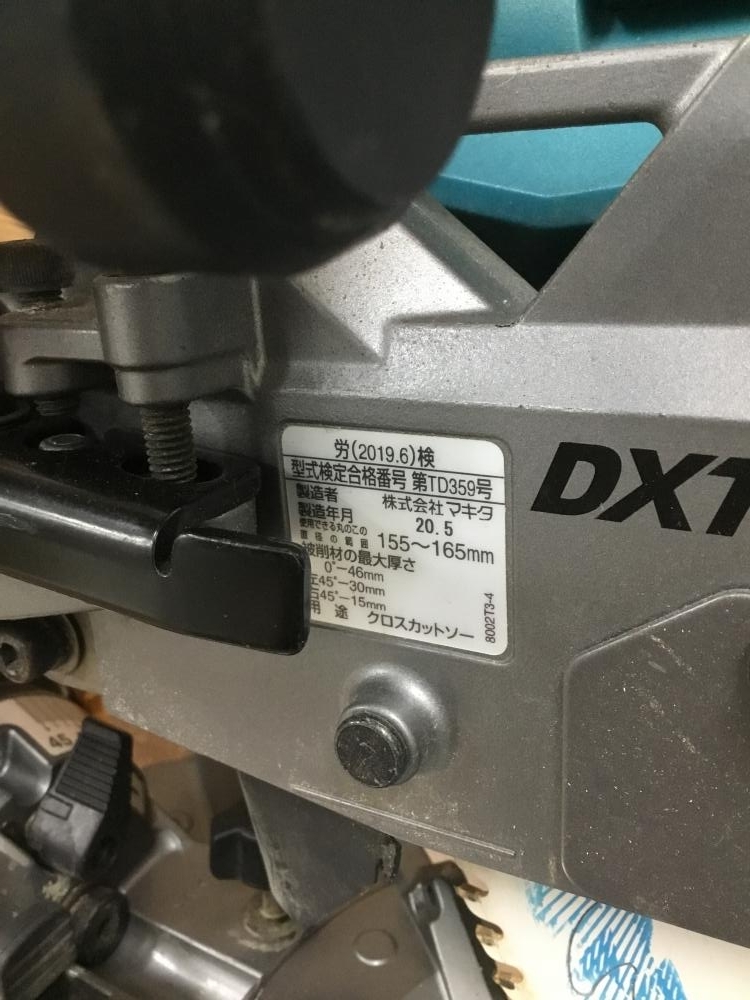 労(2019.6)検
型式検定合格番号 第TD359号
製造者 株式会社 マキタ
製造年月 20.5
使用できる丸のこの
直径の範囲 155~165mm
被削材の最大厚さ
0°-46mm
左45°-30mm
右45°-15mm
用途 クロスカットソー
8002T3-4
DXT
45